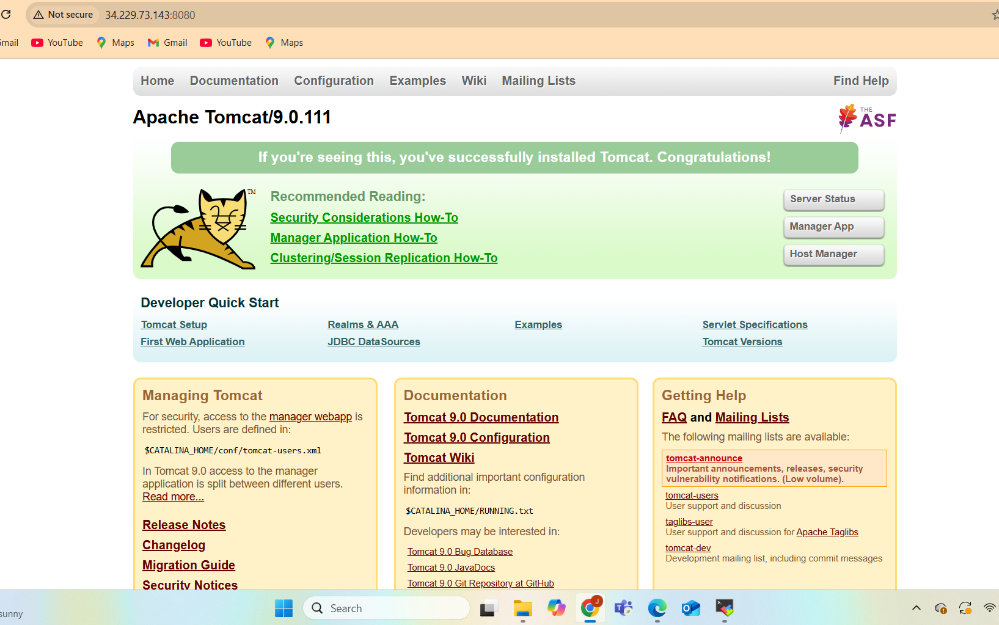 Not secure 34.229.73.143:8080
Gmail YouTube Maps Gmail YouTube Maps
Home Documentation Configuration Examples Wiki Mailing Lists Find Help
Apache Tomcat/9.0.111
THE
ASF
If you're seeing this, you've successfully installed Tomcat. Congratulations!
TM
Recommended Reading:
Security Considerations How-To
Manager Application How-To
Clustering/Session Replication How-To
Server Status
Manager App
Host Manager
Developer Quick Start
Tomcat Setup
First Web Application
Realms & AAA
JDBC DataSources
Examples
Servlet Specifications
Tomcat Versions
Managing Tomcat
For security, access to the manager webapp is
restricted. Users are defined in:
$CATALINA_HOME/conf/tomcat-users.xml
In Tomcat 9.0 access to the manager
application is split between different users.
Read more...
Release Notes
Changelog
Migration Guide
Security Notices
Documentation
Tomcat 9.0 Documentation
Tomcat 9.0 Configuration
Tomcat Wiki
Find additional important configuration
information in:
$CATALINA_HOME/RUNNING.txt
Developers may be interested in:
Tomcat 9.0 Bug Database
Tomcat 9.0 JavaDocs
Tomcat 9.0 Git Repository at GitHub
Getting Help
FAQ and Mailing Lists
The following mailing lists are available:
tomcat-announce
Important announcements, releases, security
vulnerability notifications. (Low volume).
tomcat-users
User support and discussion
taglibs-user
User support and discussion for Apache Taglibs
tomcat-dev
Development mailing list, including commit messages
sunny
Search
J